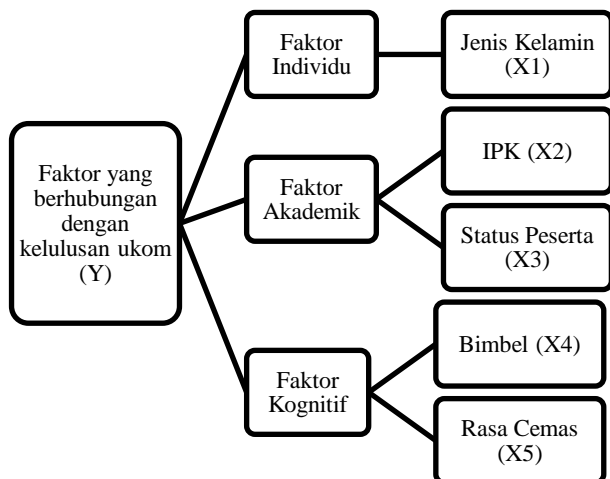 Faktor yang
berhubungan
dengan
kelulusan ukom
(Y)
Faktor
Individu
Jenis Kelamin
(X1)
Faktor
Akademik
IPK (X2)
Status Peserta
(X3)
Faktor
Kognitif
Bimbel (X4)
Rasa Cemas
(X5)